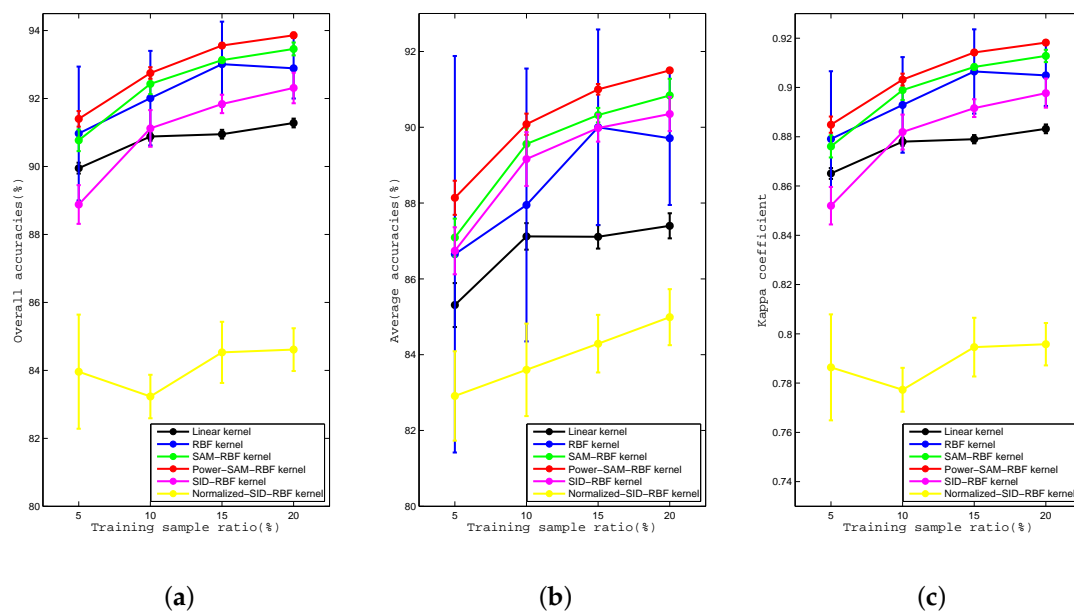 94
92
90
88
86
84
82
80
Overall accuracies(%)
5
10
15
20
Training sample ratio(%)
Linear kernel
RBF kernel
SAM−RBF kernel
Power−SAM−RBF kernel
SID−RBF kernel
Normalized−SID−RBF kernel
(a)
92
90
88
86
84
82
80
Average accuracies(%)
5
10
15
20
Training sample ratio(%)
Linear kernel
RBF kernel
SAM−RBF kernel
Power−SAM−RBF kernel
SID−RBF kernel
Normalized−SID−RBF kernel
(b)
0.92
0.9
0.88
0.86
0.84
0.82
0.8
0.78
0.76
0.74
Kappa coefficient
5
10
15
20
Training sample ratio(%)
Linear kernel
RBF kernel
SAM−RBF kernel
Power−SAM−RBF kernel
SID−RBF kernel
Normalized−SID−RBF kernel
(c)